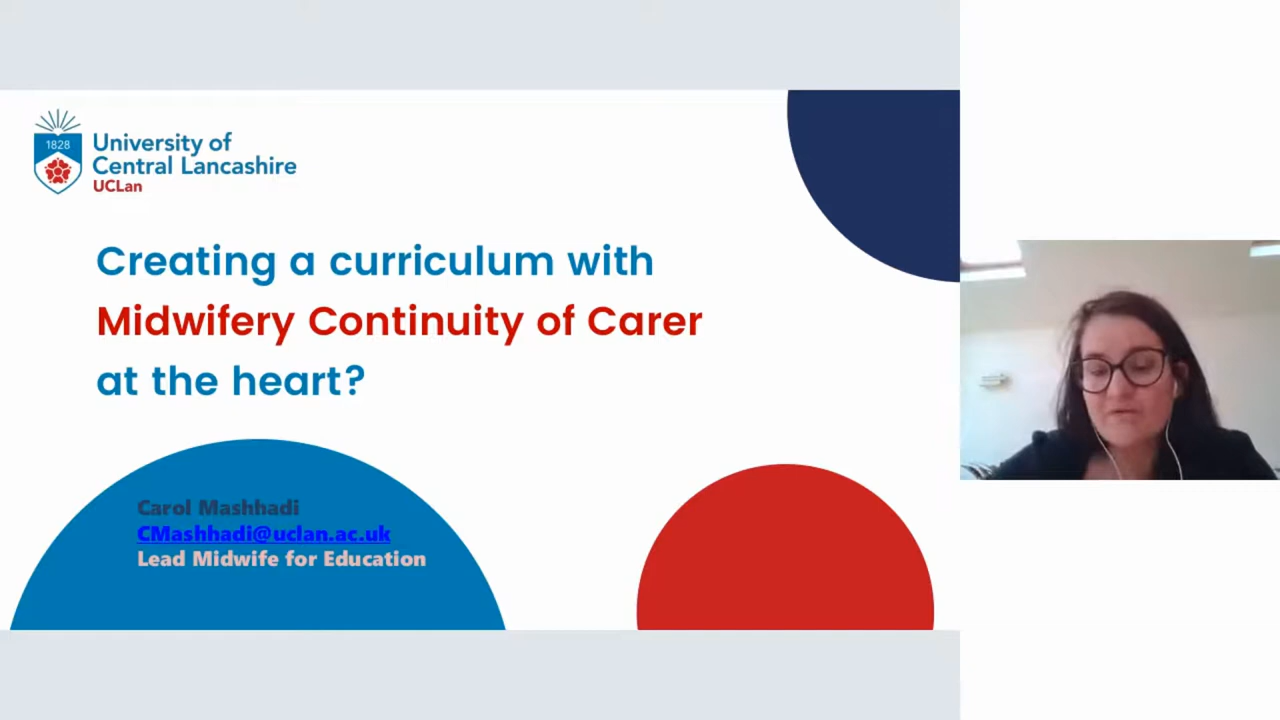 1828
University of
Central Lancashire
UCLan
Creating a curriculum with
Midwifery Continuity of Carer
at the heart?
Carol Mashhadi
CMashhadi@uclan.ac.uk
Lead Midwife for Education